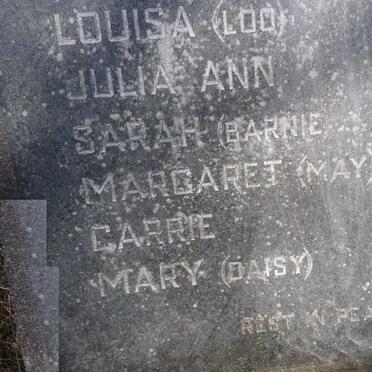 LOUISA (LOO)
JULIA ANN
SARAH (BARNIE
MARGARET (MAY)
CARRIE
MARY (DAISY)
REST IN PEA